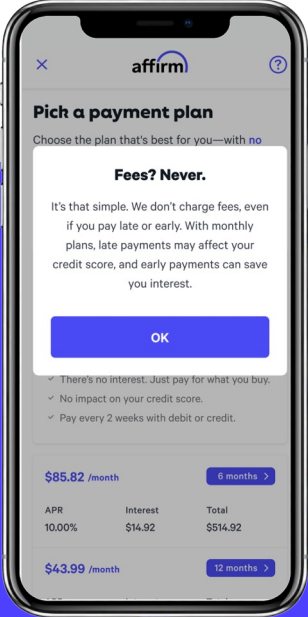 affirm
?
Pick a payment plan
Choose the plan that's best for you—with no
Fees? Never.
It's that simple. We don't charge fees, even
if you pay late or early. With monthly
plans, late payments may affect your
credit score, and early payments can save
you interest.
OK
There's no interest. Just pay for what you buy.
No impact on your credit score.
Pay every 2 weeks with debit or credit.
$85.82 /month
6 months >
APR Interest Total
10.00% $14.92 $514.92
$43.99 /month
12 months >